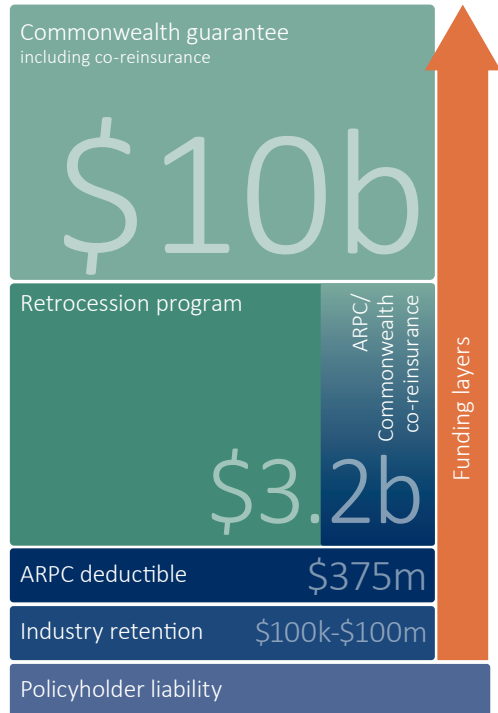 Commonwealth guarantee
including co-reinsurance
$10b
Retrocession program
ARPC/
Commonwealth
co-reinsurance
$3.2b
ARPC deductible
$375m
Industry retention
$100k-$100m
Policyholder liability
Funding layers